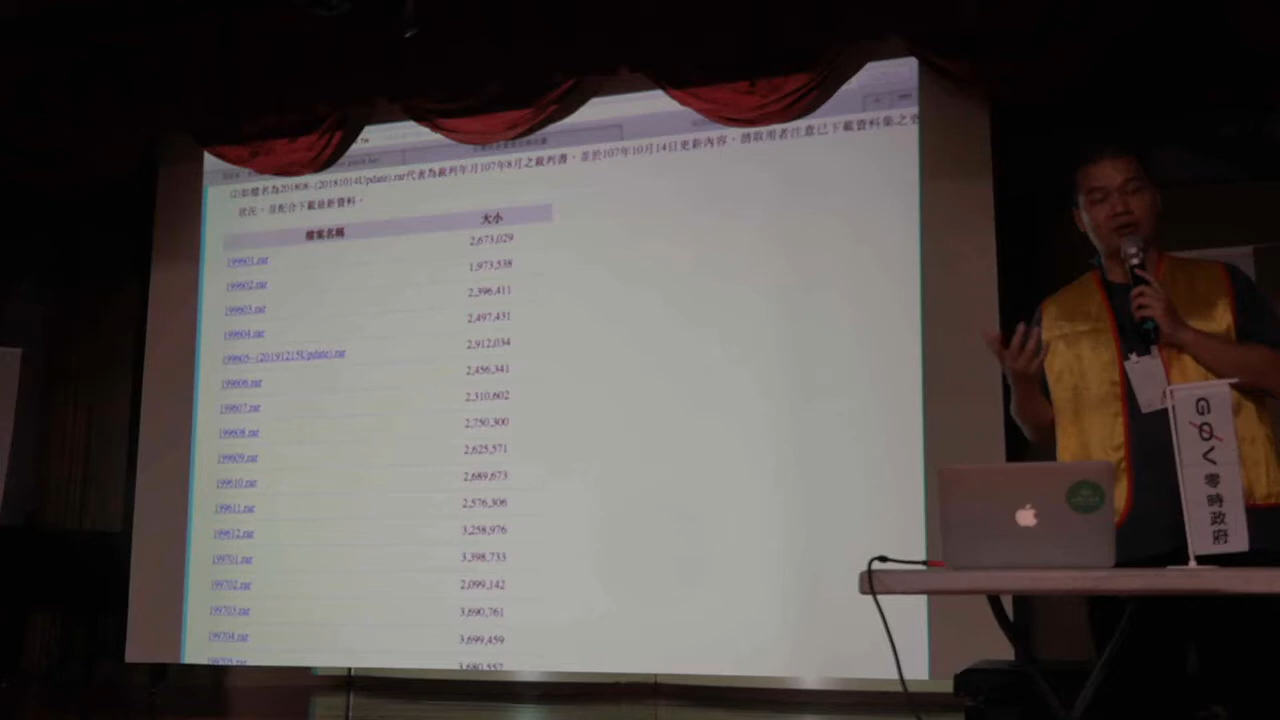 (2)如檔名為201808--(20181014Update).rar代表為裁判年月107年8月之裁判書，並於107年10月14日更新內容，請取用者注意已下載資料集之更
狀況，並配合下載最新資料。
檔案名稱 大小
199601.rar 2,673,029
199602.rar 1,973,538
199603.rar 2,396,411
199604.rar 2,497,431
199605--(20191215Update).rar 2,912,034
199606.rar 2,456,341
199607.rar 2,310,602
199608.rar 2,750,300
199609.rar 2,625,571
199610.rar 2,689,673
199611.rar 2,576,306
199612.rar 3,258,976
199701.rar 3,398,733
199702.rar 2,099,142
199703.rar 3,690,761
199704.rar 3,699,459
199705.rar 3,680,557
G0V
零時政府